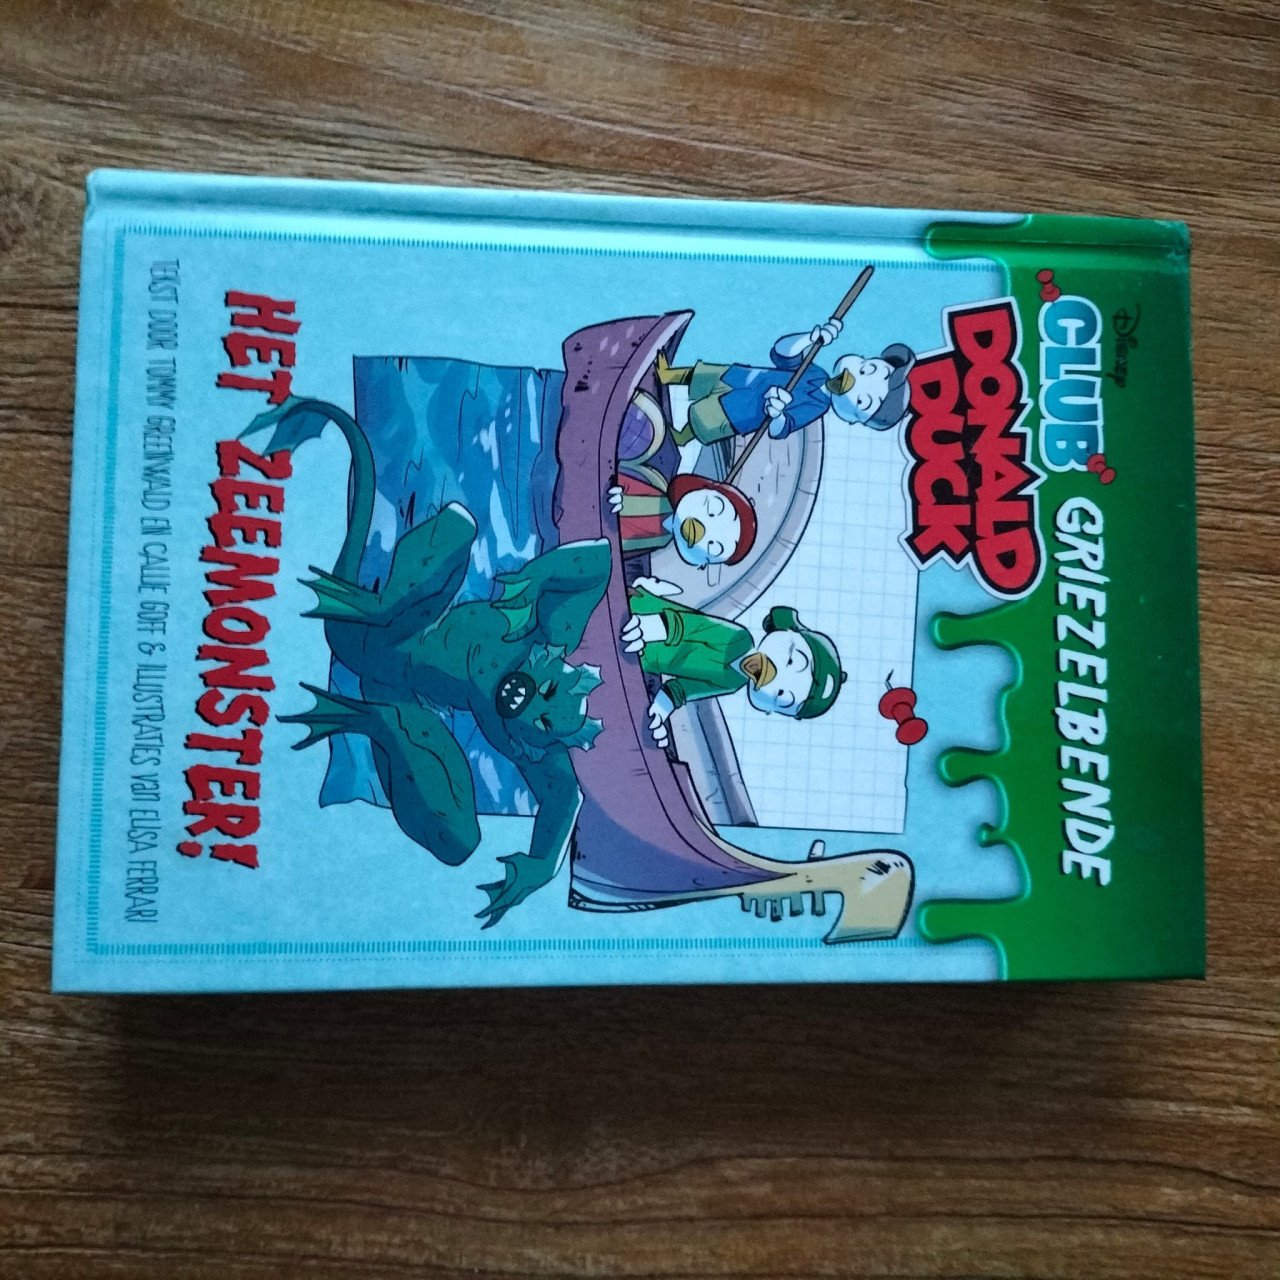 Disney
CLUB GRIEZELBENDE
DONALD
DUCK
HET ZEEMONSTER!
TEKST DOOR TOMMY GREENWALD EN CALLIE GOFF & ILLUSTRATIES van ELISA FERRARI